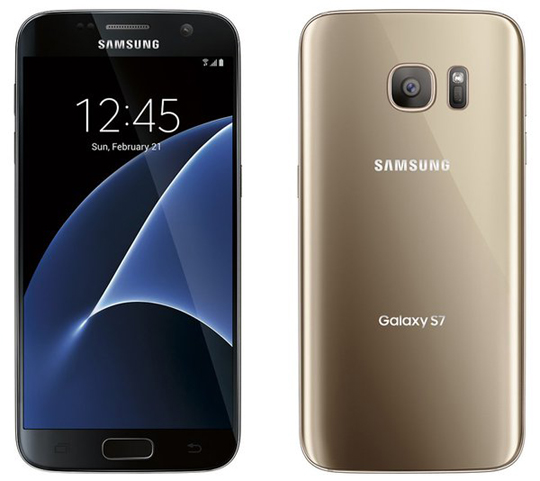 SAMSUNG
12:45
Sun, February 21
SAMSUNG
Galaxy S7